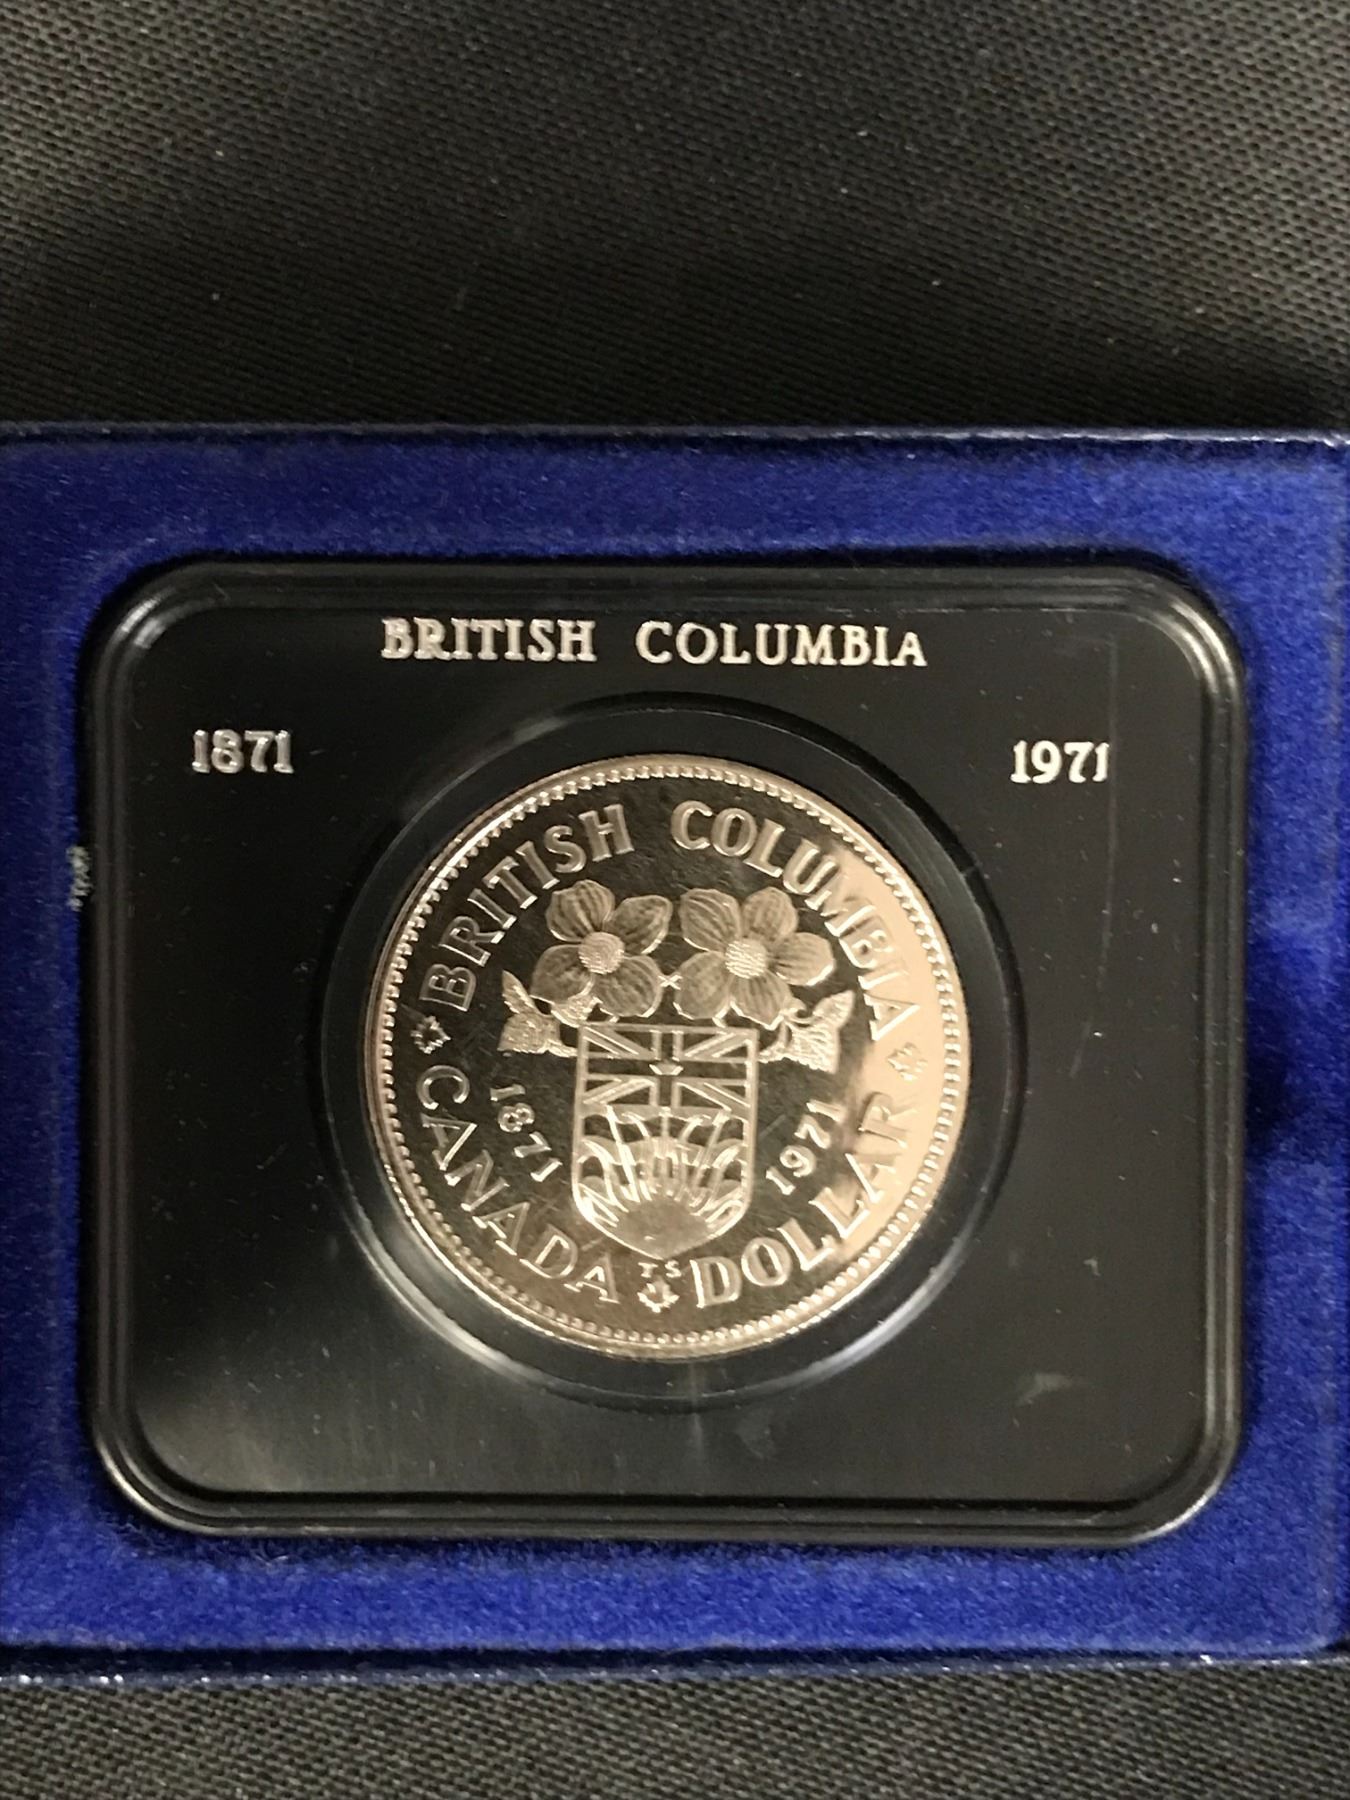 BRITISH COLUMBIA
1871 1971
BRITISH COLUMBIA
1871 1971
CANADA DOLLAR
TS